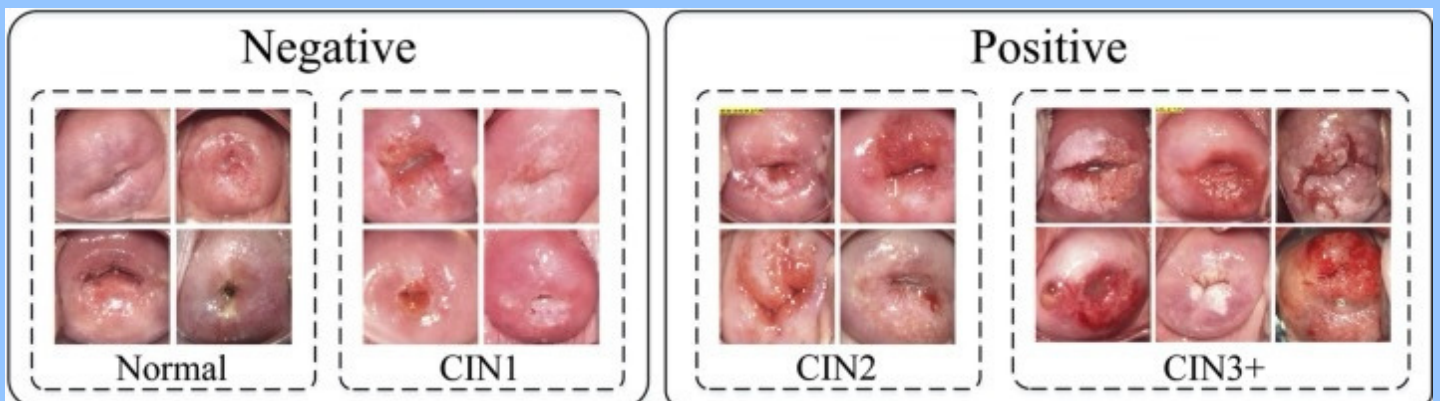 Negative
Positive
Normal
CIN1
CIN2
CIN3+